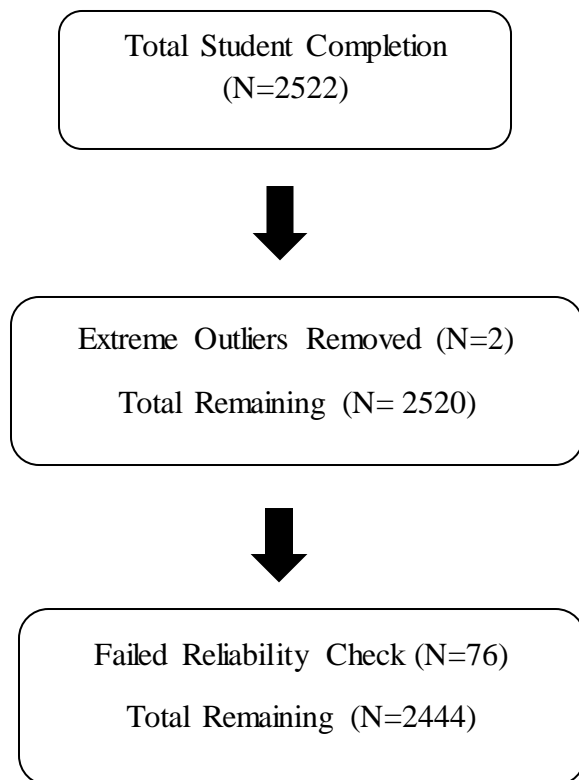 Total Student Completion
(N=2522)
Extreme Outliers Removed (N=2)
Total Remaining (N= 2520)
Failed Reliability Check (N=76)
Total Remaining (N=2444)